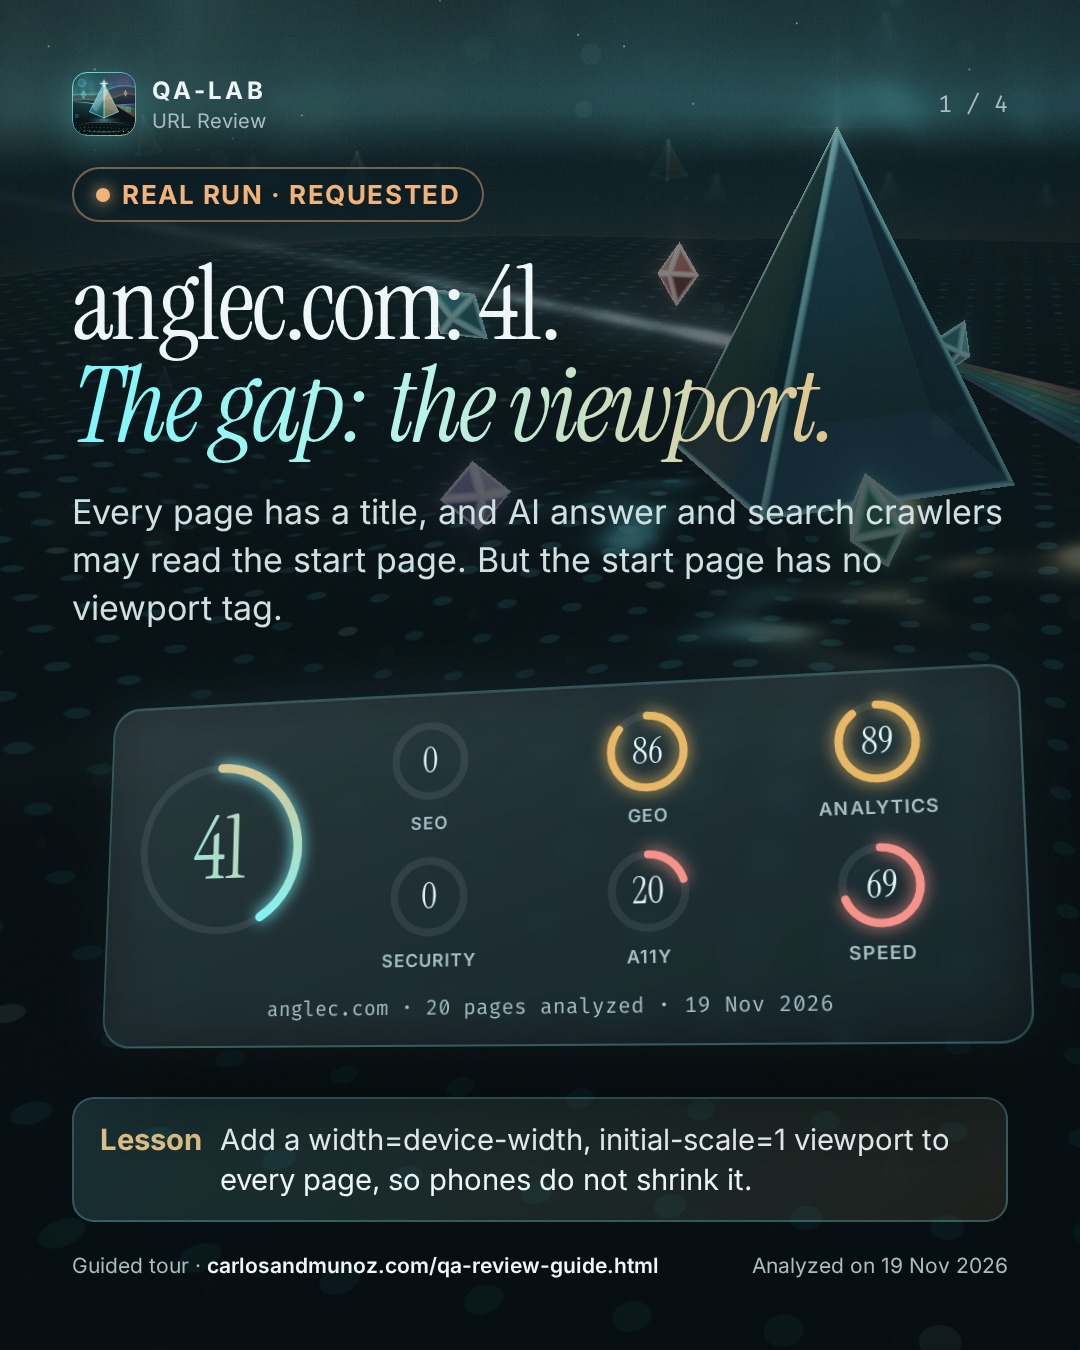 QA-LAB
URL Review
1 / 4
REAL RUN · REQUESTED
anglec.com: 41.
The gap: the viewport.
Every page has a title, and AI answer and search crawlers
may read the start page. But the start page has no
viewport tag.
41
0
SEO
86
GEO
89
ANALYTICS
0
SECURITY
20
A11Y
69
SPEED
anglec.com · 20 pages analyzed · 19 Nov 2026
Lesson Add a width=device-width, initial-scale=1 viewport to
every page, so phones do not shrink it.
Guided tour · carlosandmunoz.com/qa-review-guide.html
Analyzed on 19 Nov 2026